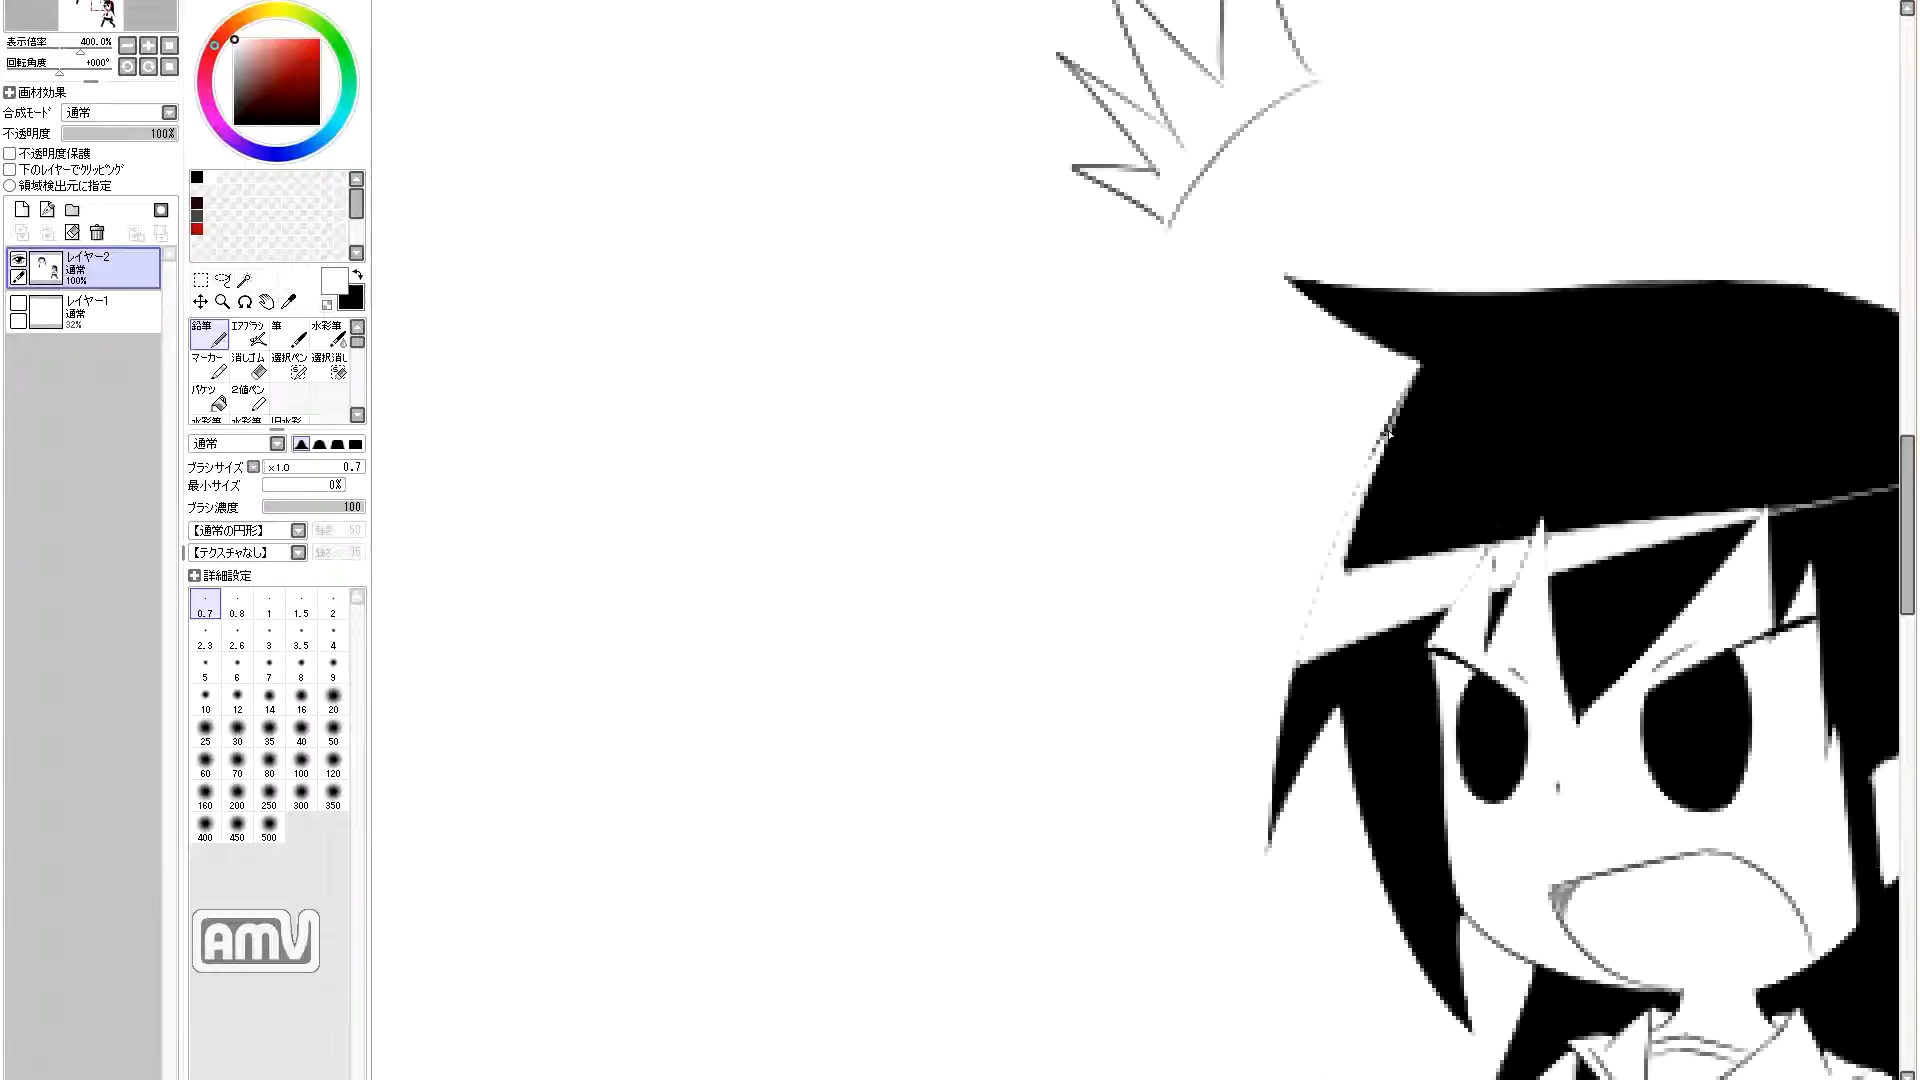 表示倍率 400.0%
回転角度 +000°
画材効果
合成モード 通常
不透明度 100%
不透明度保護
下のレイヤーでクリッピング
領域検出元に指定
レイヤー2
通常
100%
レイヤー1
通常
32%
鉛筆 エアブラシ 筆 水彩筆
マーカー 消しゴム 選択ペン 選択消し
バケツ 2値ペン
通常
ブラシサイズ ×1.0 0.7
最小サイズ 0%
ブラシ濃度 100
【通常の円形】 50
【テクスチャなし】 95
詳細設定
0.7 0.8 1 1.5 2
2.3 2.6 3 3.5 4
5 6 7 8 9
10 12 14 16 20
25 30 35 40 50
60 70 80 100 120
160 200 250 300 350
400 450 500
AMV